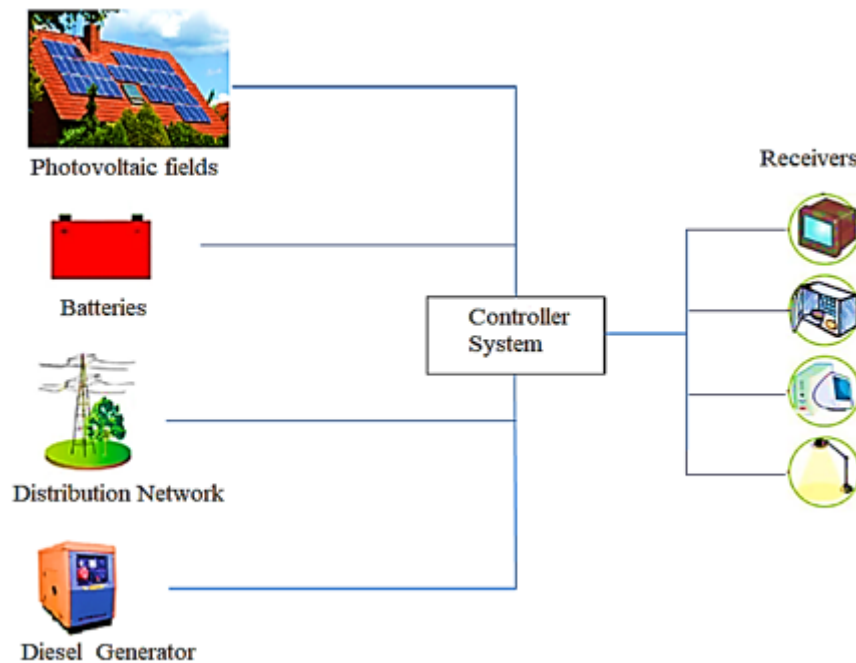 Photovoltaic fields
Batteries
Distribution Network
Diesel Generator
Controller
System
Receivers